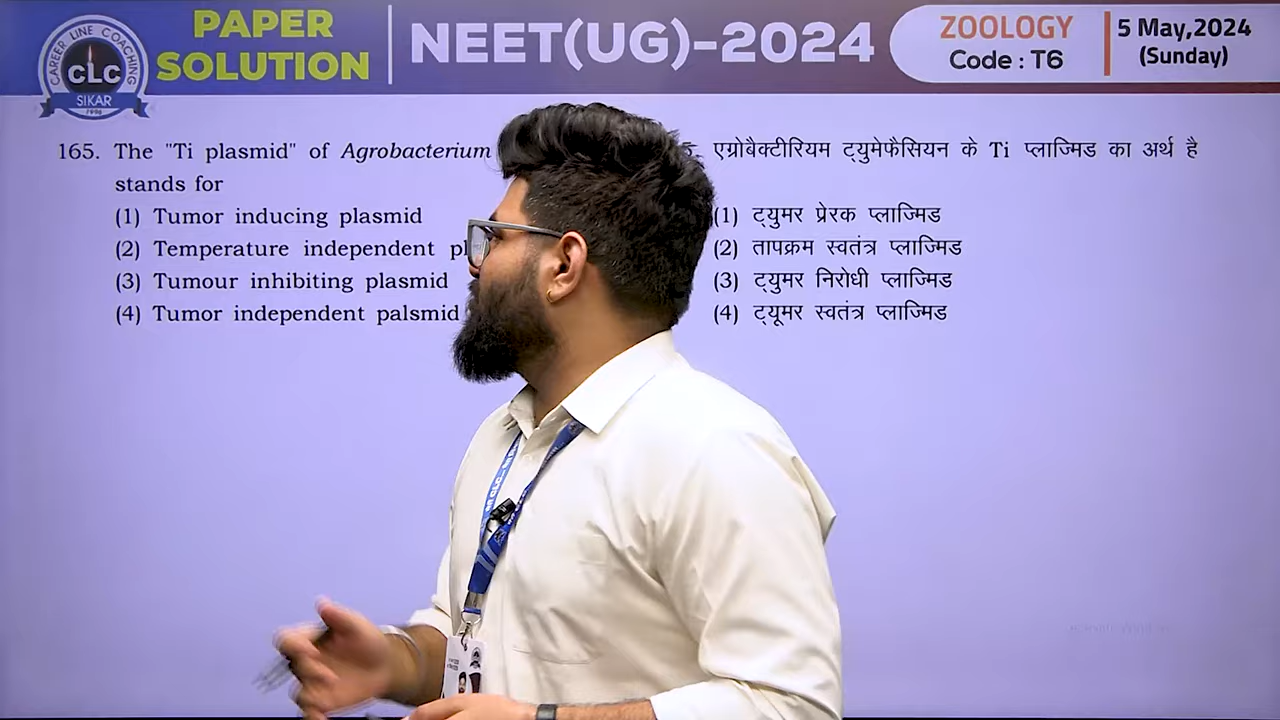 PAPER
SOLUTION
NEET(UG)-2024
ZOOLOGY
Code : T6
5 May,2024
(Sunday)
CAREER LINE COACHING
CLC
SIKAR
1996
165. The "Ti plasmid" of Agrobacterium
stands for
(1) Tumor inducing plasmid
(2) Temperature independent
(3) Tumour inhibiting plasmid
(4) Tumor independent palsmid
एग्रोबैक्टीरियम ट्युमेफैसियन के Ti प्लाज्मिड का अर्थ है
(1) ट्युमर प्रेरक प्लाज्मिड
(2) तापक्रम स्वतंत्र प्लाज्मिड
(3) ट्युमर निरोधी प्लाज्मिड
(4) ट्यूमर स्वतंत्र प्लाज्मिड